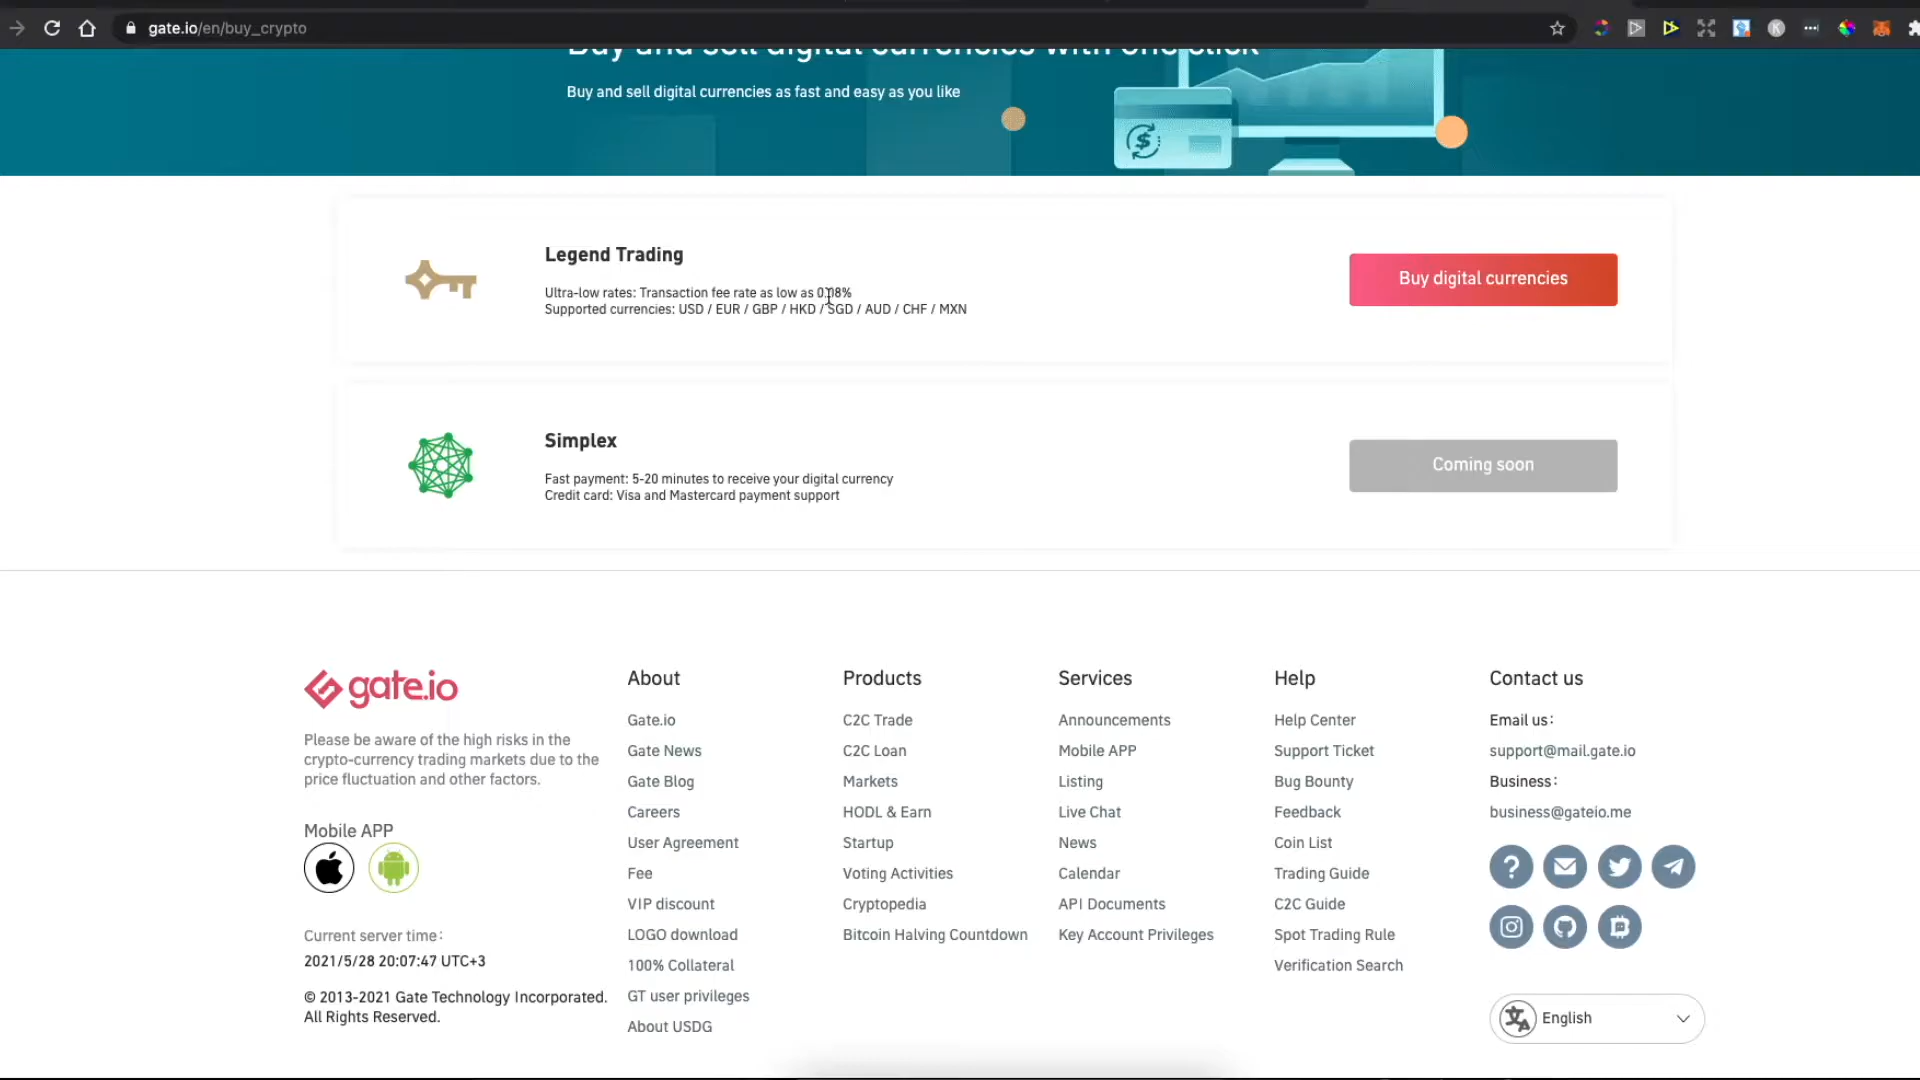 gate.io/en/buy_crypto
Buy and sell digital currencies with one click
Buy and sell digital currencies as fast and easy as you like
Legend Trading
Ultra-low rates: Transaction fee rate as low as 0.08%
Supported currencies: USD / EUR / GBP / HKD / SGD / AUD / CHF / MXN
Buy digital currencies
Simplex
Fast payment: 5-20 minutes to receive your digital currency
Credit card: Visa and Mastercard payment support
Coming soon
gate.io
Please be aware of the high risks in the
crypto-currency trading markets due to the
price fluctuation and other factors.
Mobile APP
Current server time:
2021/5/28 20:07:47 UTC+3
© 2013-2021 Gate Technology Incorporated.
All Rights Reserved.
About
Gate.io
Gate News
Gate Blog
Careers
User Agreement
Fee
VIP discount
LOGO download
100% Collateral
GT user privileges
About USDG
Products
C2C Trade
C2C Loan
Markets
HODL & Earn
Startup
Voting Activities
Cryptopedia
Bitcoin Halving Countdown
Services
Announcements
Mobile APP
Listing
Live Chat
News
Calendar
API Documents
Key Account Privileges
Help
Help Center
Support Ticket
Bug Bounty
Feedback
Coin List
Trading Guide
C2C Guide
Spot Trading Rule
Verification Search
Contact us
Email us:
support@mail.gate.io
Business:
business@gateio.me
English